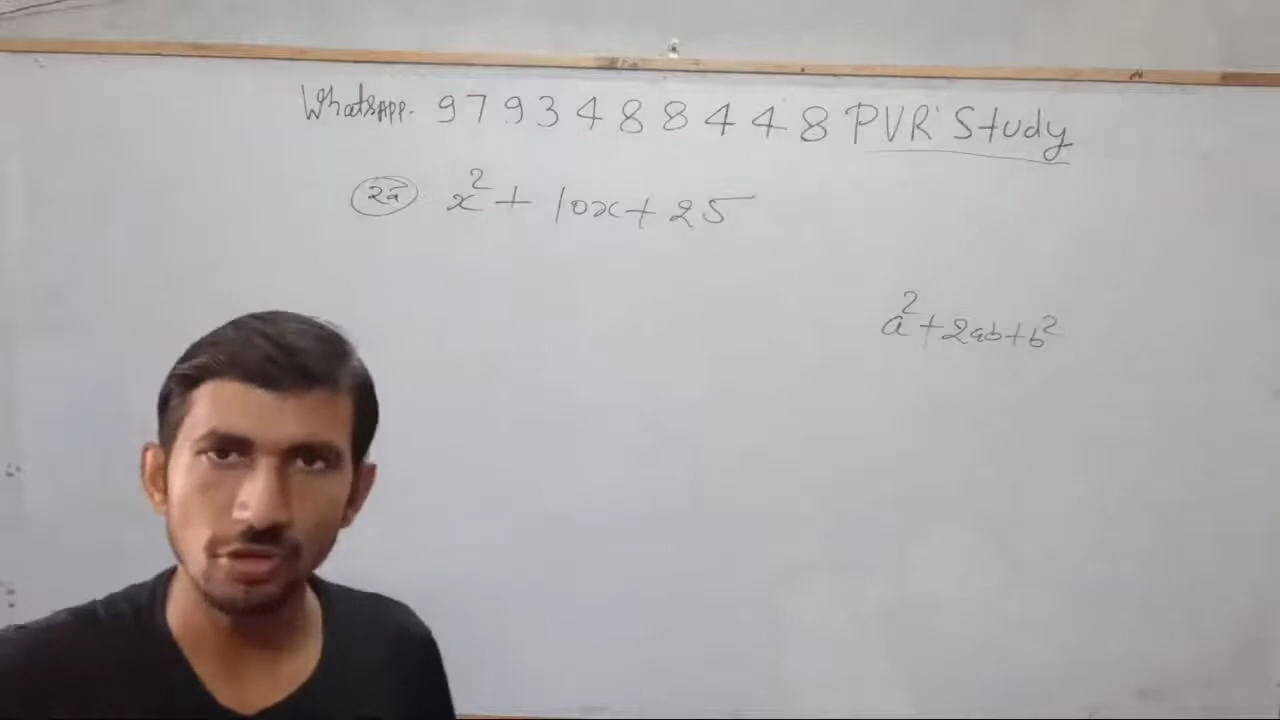 WhatsApp. 9793488448 PVR Study
2a x² + 10x + 25
a² + 2ab + b²